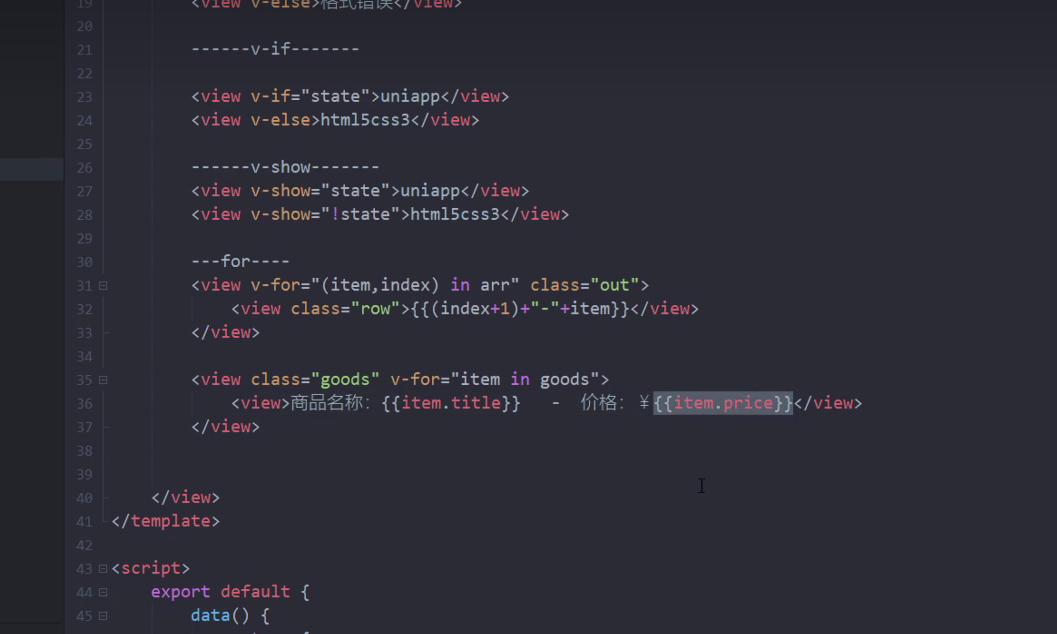 19 <view v-else>格式错误</view>
20
21 ------v-if-------
22
23 <view v-if="state">uniapp</view>
24 <view v-else>html5css3</view>
25
26 ------v-show-------
27 <view v-show="state">uniapp</view>
28 <view v-show="!state">html5css3</view>
29
30 ---for----
31 <view v-for="(item,index) in arr" class="out">
32 <view class="row">{{(index+1)+"-"+item}}</view>
33 </view>
34
35 <view class="goods" v-for="item in goods">
36 <view>商品名称：{{item.title}} - 价格：￥{{item.price}}</view>
37 </view>
38
39
40 </view>
41 </template>
42
43 <script>
44 export default {
45 data() {